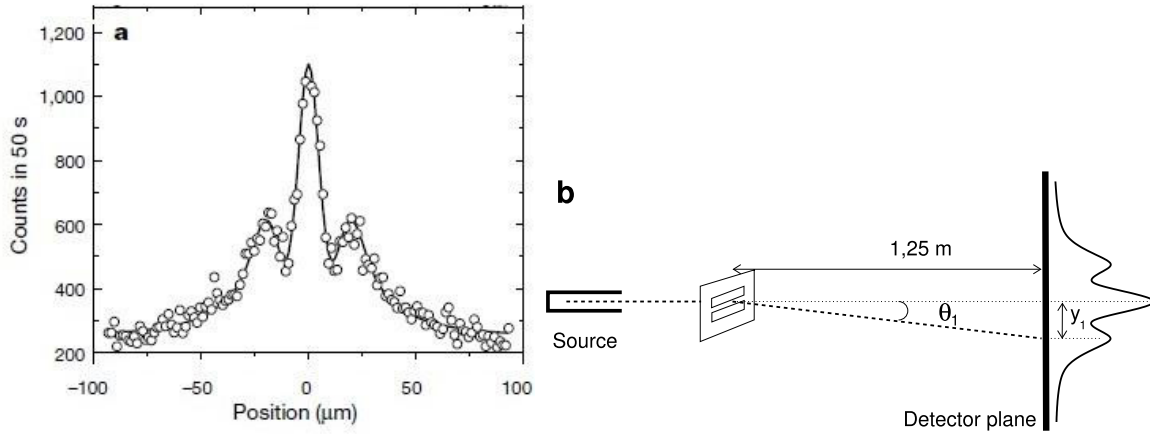 a
1,200
1,000
800
600
400
200
Counts in 50 s
−100
−50
0
50
100
Position (µm)
b
1,25 m
θ1
y1
Source
Detector plane